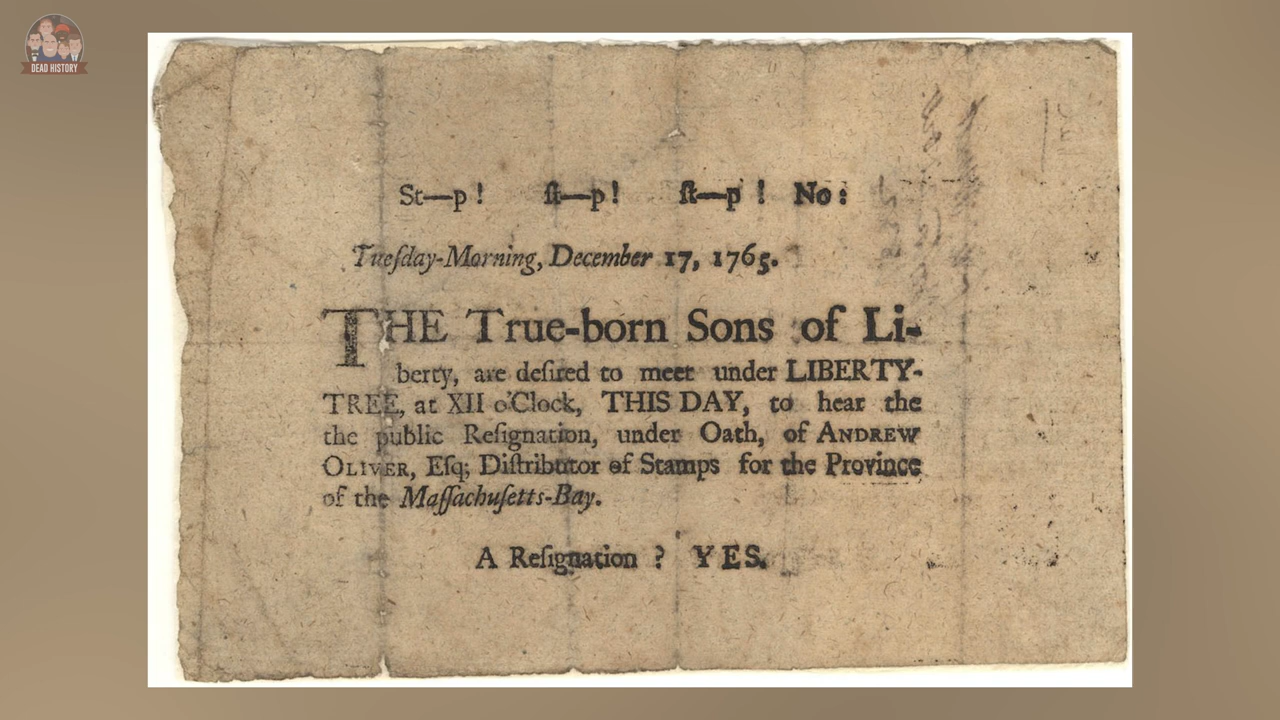 DEAD HISTORY
St—p! ſt—p! ſt—p! No:
Tueſday-Morning, December 17, 1765.
THE True-born Sons of Li-
berty, are deſired to meet under LIBERTY-
TREE, at XII o'Clock, THIS DAY, to hear the
the public Reſignation, under Oath, of ANDREW
OLIVER, Eſq; Diſtributor of Stamps for the Province
of the Maſſachuſetts-Bay.
A Reſignation? YES.